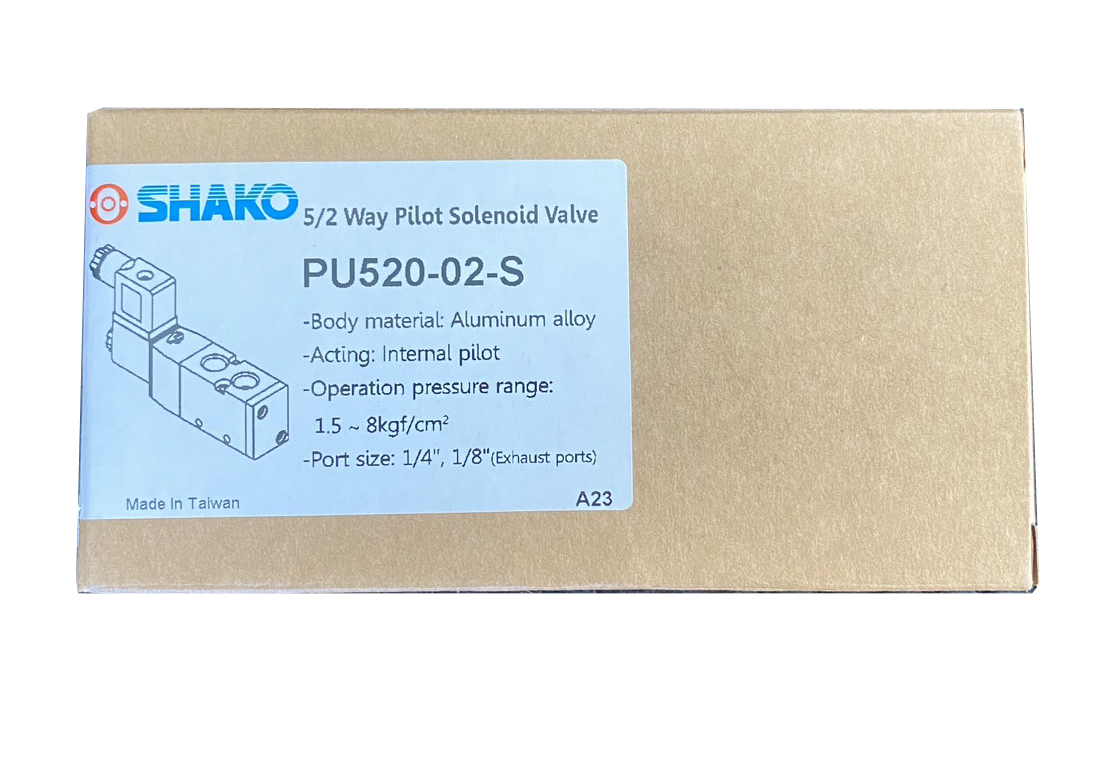 SHAKO
5/2 Way Pilot Solenoid Valve
PU520-02-S
-Body material: Aluminum alloy
-Acting: Internal pilot
-Operation pressure range:
1.5 ~ 8kgf/cm²
-Port size: 1/4", 1/8"(Exhaust ports)
Made In Taiwan
A23